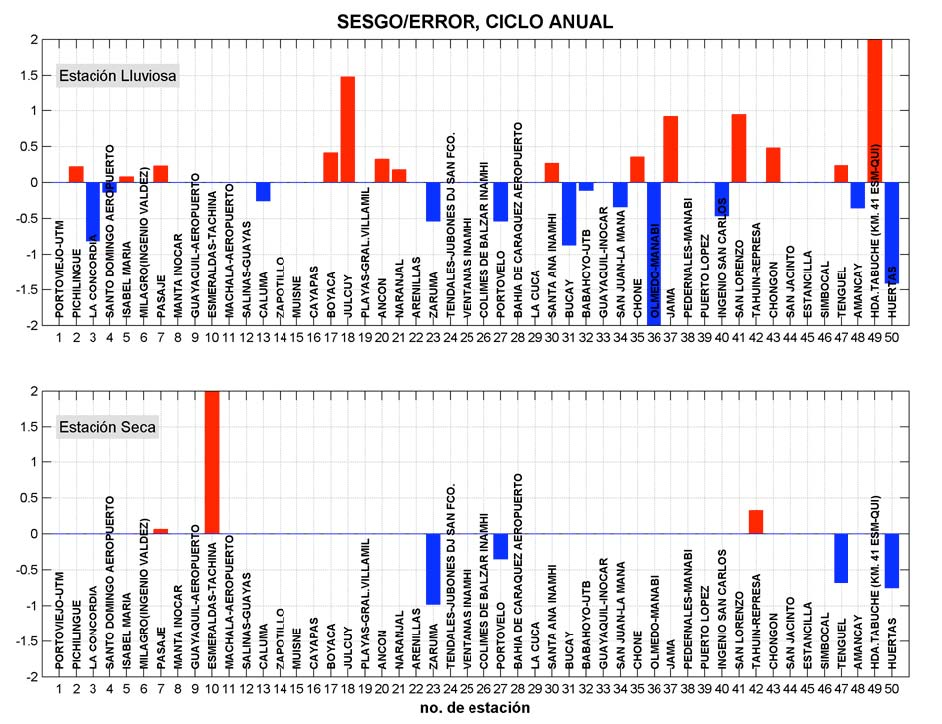 SESGO/ERROR, CICLO ANUAL
2
1.5
1
0.5
0
-0.5
-1
-1.5
-2
Estación Lluviosa
PORTOVIEJO-UTM
PICHILINGUE
LA CONCORDIA
SANTO DOMINGO AEROPUERTO
ISABEL MARIA
MILAGRO(INGENIO VALDEZ)
PASAJE
MANTA INOCAR
GUAYAQUIL-AEROPUERTO
ESMERALDAS-TACHINA
MACHALA-AEROPUERTO
SALINAS-GUAYAS
CALUMA
ZAPOTILLO
MUISNE
CAYAPAS
BOYACA
JULCUY
PLAYAS-GRAL.VILLAMIL
ANCON
NARANJAL
ARENILLAS
ZARUMA
TENDALES-JUBONES DJ SAN FCO.
VENTANAS INAMHI
COLIMES DE BALZAR INAMHI
PORTOVELO
BAHIA DE CARAQUEZ AEROPUERTO
LA CUCA
SANTA ANA INAMHI
BUCAY
BABAHOYO-UTB
GUAYAQUIL-INOCAR
SAN JUAN-LA MANA
CHONE
OLMEDO-MANABI
JAMA
PEDERNALES-MANABI
PUERTO LOPEZ
INGENIO SAN CARLOS
SAN LORENZO
TAHUIN-REPRESA
CHONGON
SAN JACINTO
ESTANCILLA
SIMBOCAL
TENGUEL
AMANCAY
HDA.TABUCHE (KM. 41 ESM-QUI)
HUERTAS
1 2 3 4 5 6 7 8 9 10 11 12 13 14 15 16 17 18 19 20 21 22 23 24 25 26 27 28 29 30 31 32 33 34 35 36 37 38 39 40 41 42 43 44 45 46 47 48 49 50
2
1.5
1
0.5
0
-0.5
-1
-1.5
-2
Estación Seca
PORTOVIEJO-UTM
PICHILINGUE
LA CONCORDIA
SANTO DOMINGO AEROPUERTO
ISABEL MARIA
MILAGRO(INGENIO VALDEZ)
PASAJE
MANTA INOCAR
GUAYAQUIL-AEROPUERTO
ESMERALDAS-TACHINA
MACHALA-AEROPUERTO
SALINAS-GUAYAS
CALUMA
ZAPOTILLO
MUISNE
CAYAPAS
BOYACA
JULCUY
PLAYAS-GRAL.VILLAMIL
ANCON
NARANJAL
ARENILLAS
ZARUMA
TENDALES-JUBONES DJ SAN FCO.
VENTANAS INAMHI
COLIMES DE BALZAR INAMHI
PORTOVELO
BAHIA DE CARAQUEZ AEROPUERTO
LA CUCA
SANTA ANA INAMHI
BUCAY
BABAHOYO-UTB
GUAYAQUIL-INOCAR
SAN JUAN-LA MANA
CHONE
OLMEDO-MANABI
JAMA
PEDERNALES-MANABI
PUERTO LOPEZ
INGENIO SAN CARLOS
SAN LORENZO
TAHUIN-REPRESA
CHONGON
SAN JACINTO
ESTANCILLA
SIMBOCAL
TENGUEL
AMANCAY
HDA.TABUCHE (KM. 41 ESM-QUI)
HUERTAS
1 2 3 4 5 6 7 8 9 10 11 12 13 14 15 16 17 18 19 20 21 22 23 24 25 26 27 28 29 30 31 32 33 34 35 36 37 38 39 40 41 42 43 44 45 46 47 48 49 50
no. de estación